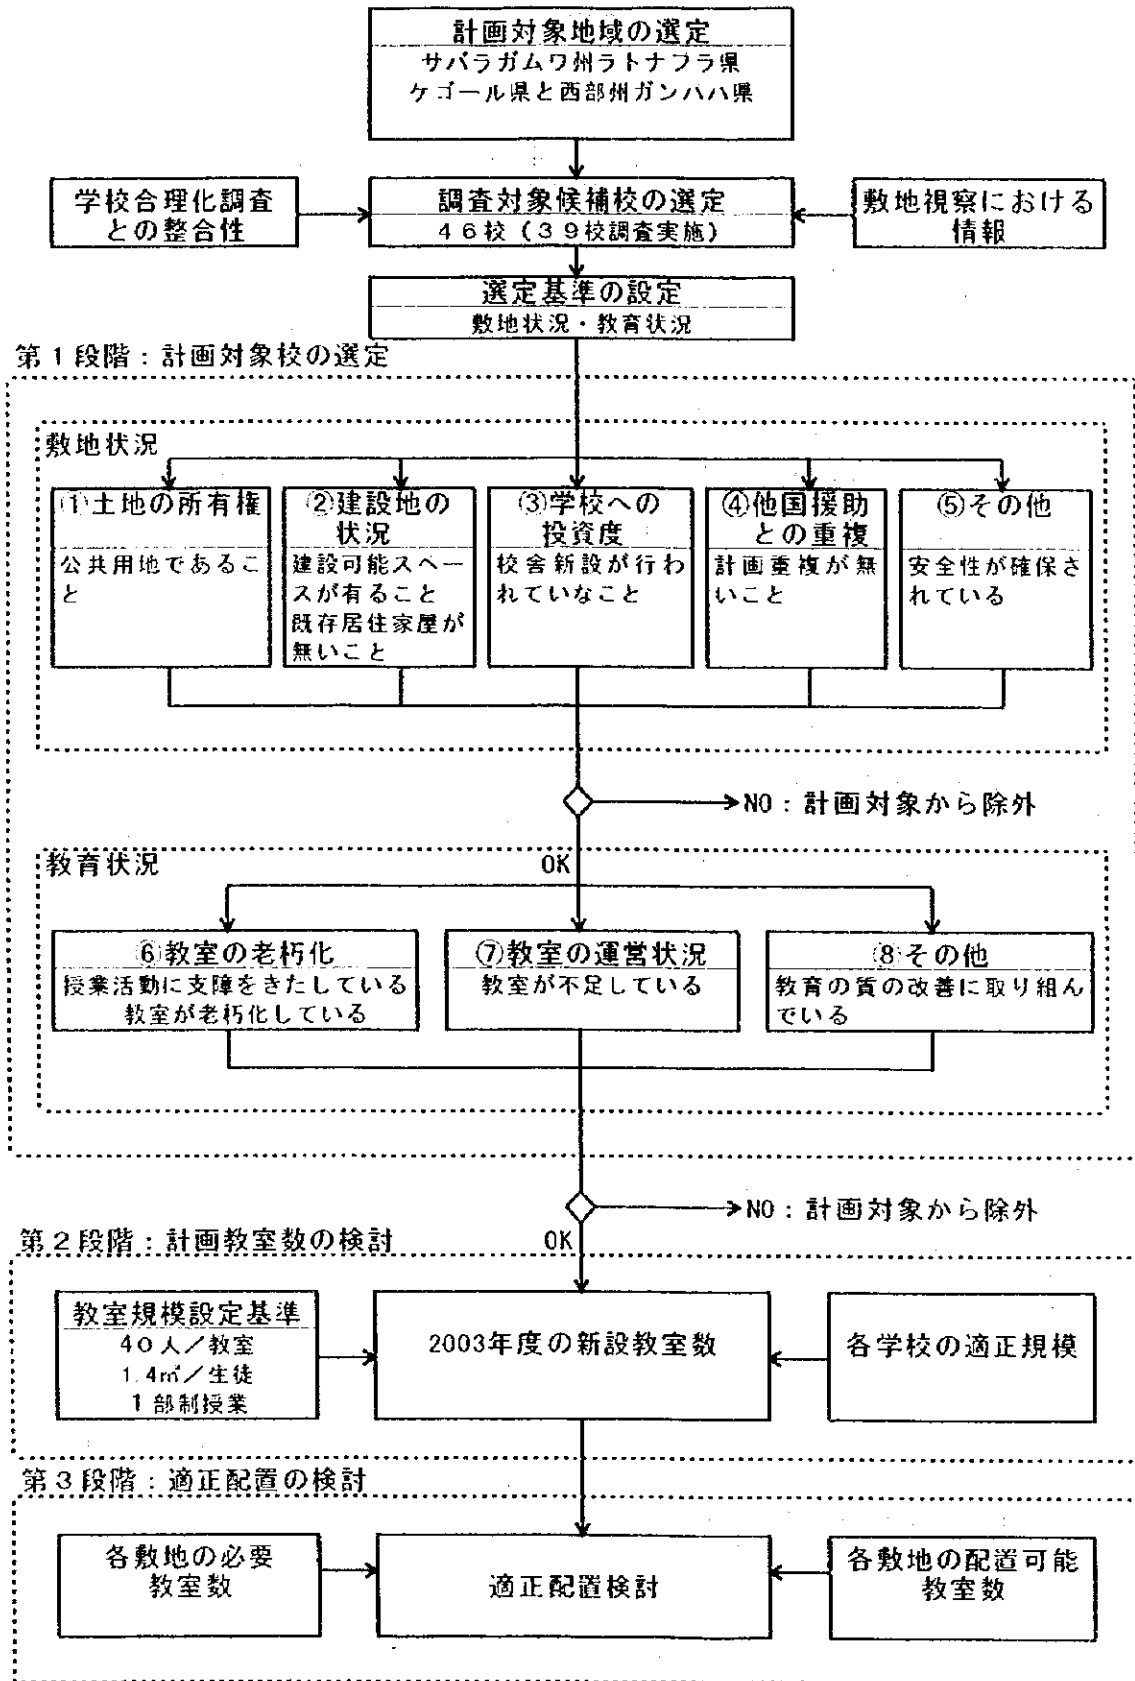 計画対象地域の選定
サバラガムワ州ラトナプラ県
ケゴール県と西部州ガンパハ県
学校合理化調査
との整合性
調査対象候補校の選定
46校(39校調査実施)
敷地視察における
情報
選定基準の設定
敷地状況・教育状況
第1段階:計画対象校の選定
敷地状況
①土地の所有権
公共用地であるこ
と
②建設地の
状況
建設可能スペー
スが有ること
既存居住家屋が
無いこと
③学校への
投資度
校舎新設が行わ
れていなこと
④他国援助
との重複
計画重複が無
いこと
⑤その他
安全性が確保さ
れている
NO:計画対象から除外
教育状況
OK
⑥教室の老朽化
授業活動に支障をきたしている
教室が老朽化している
⑦教室の運営状況
教室が不足している
⑧その他
教育の質の改善に取り組ん
でいる
NO:計画対象から除外
第2段階:計画教室数の検討
OK
教室規模設定基準
40人/教室
1.4㎡/生徒
1部制授業
2003年度の新設教室数
各学校の適正規模
第3段階:適正配置の検討
各敷地の必要
教室数
適正配置検討
各敷地の配置可能
教室数